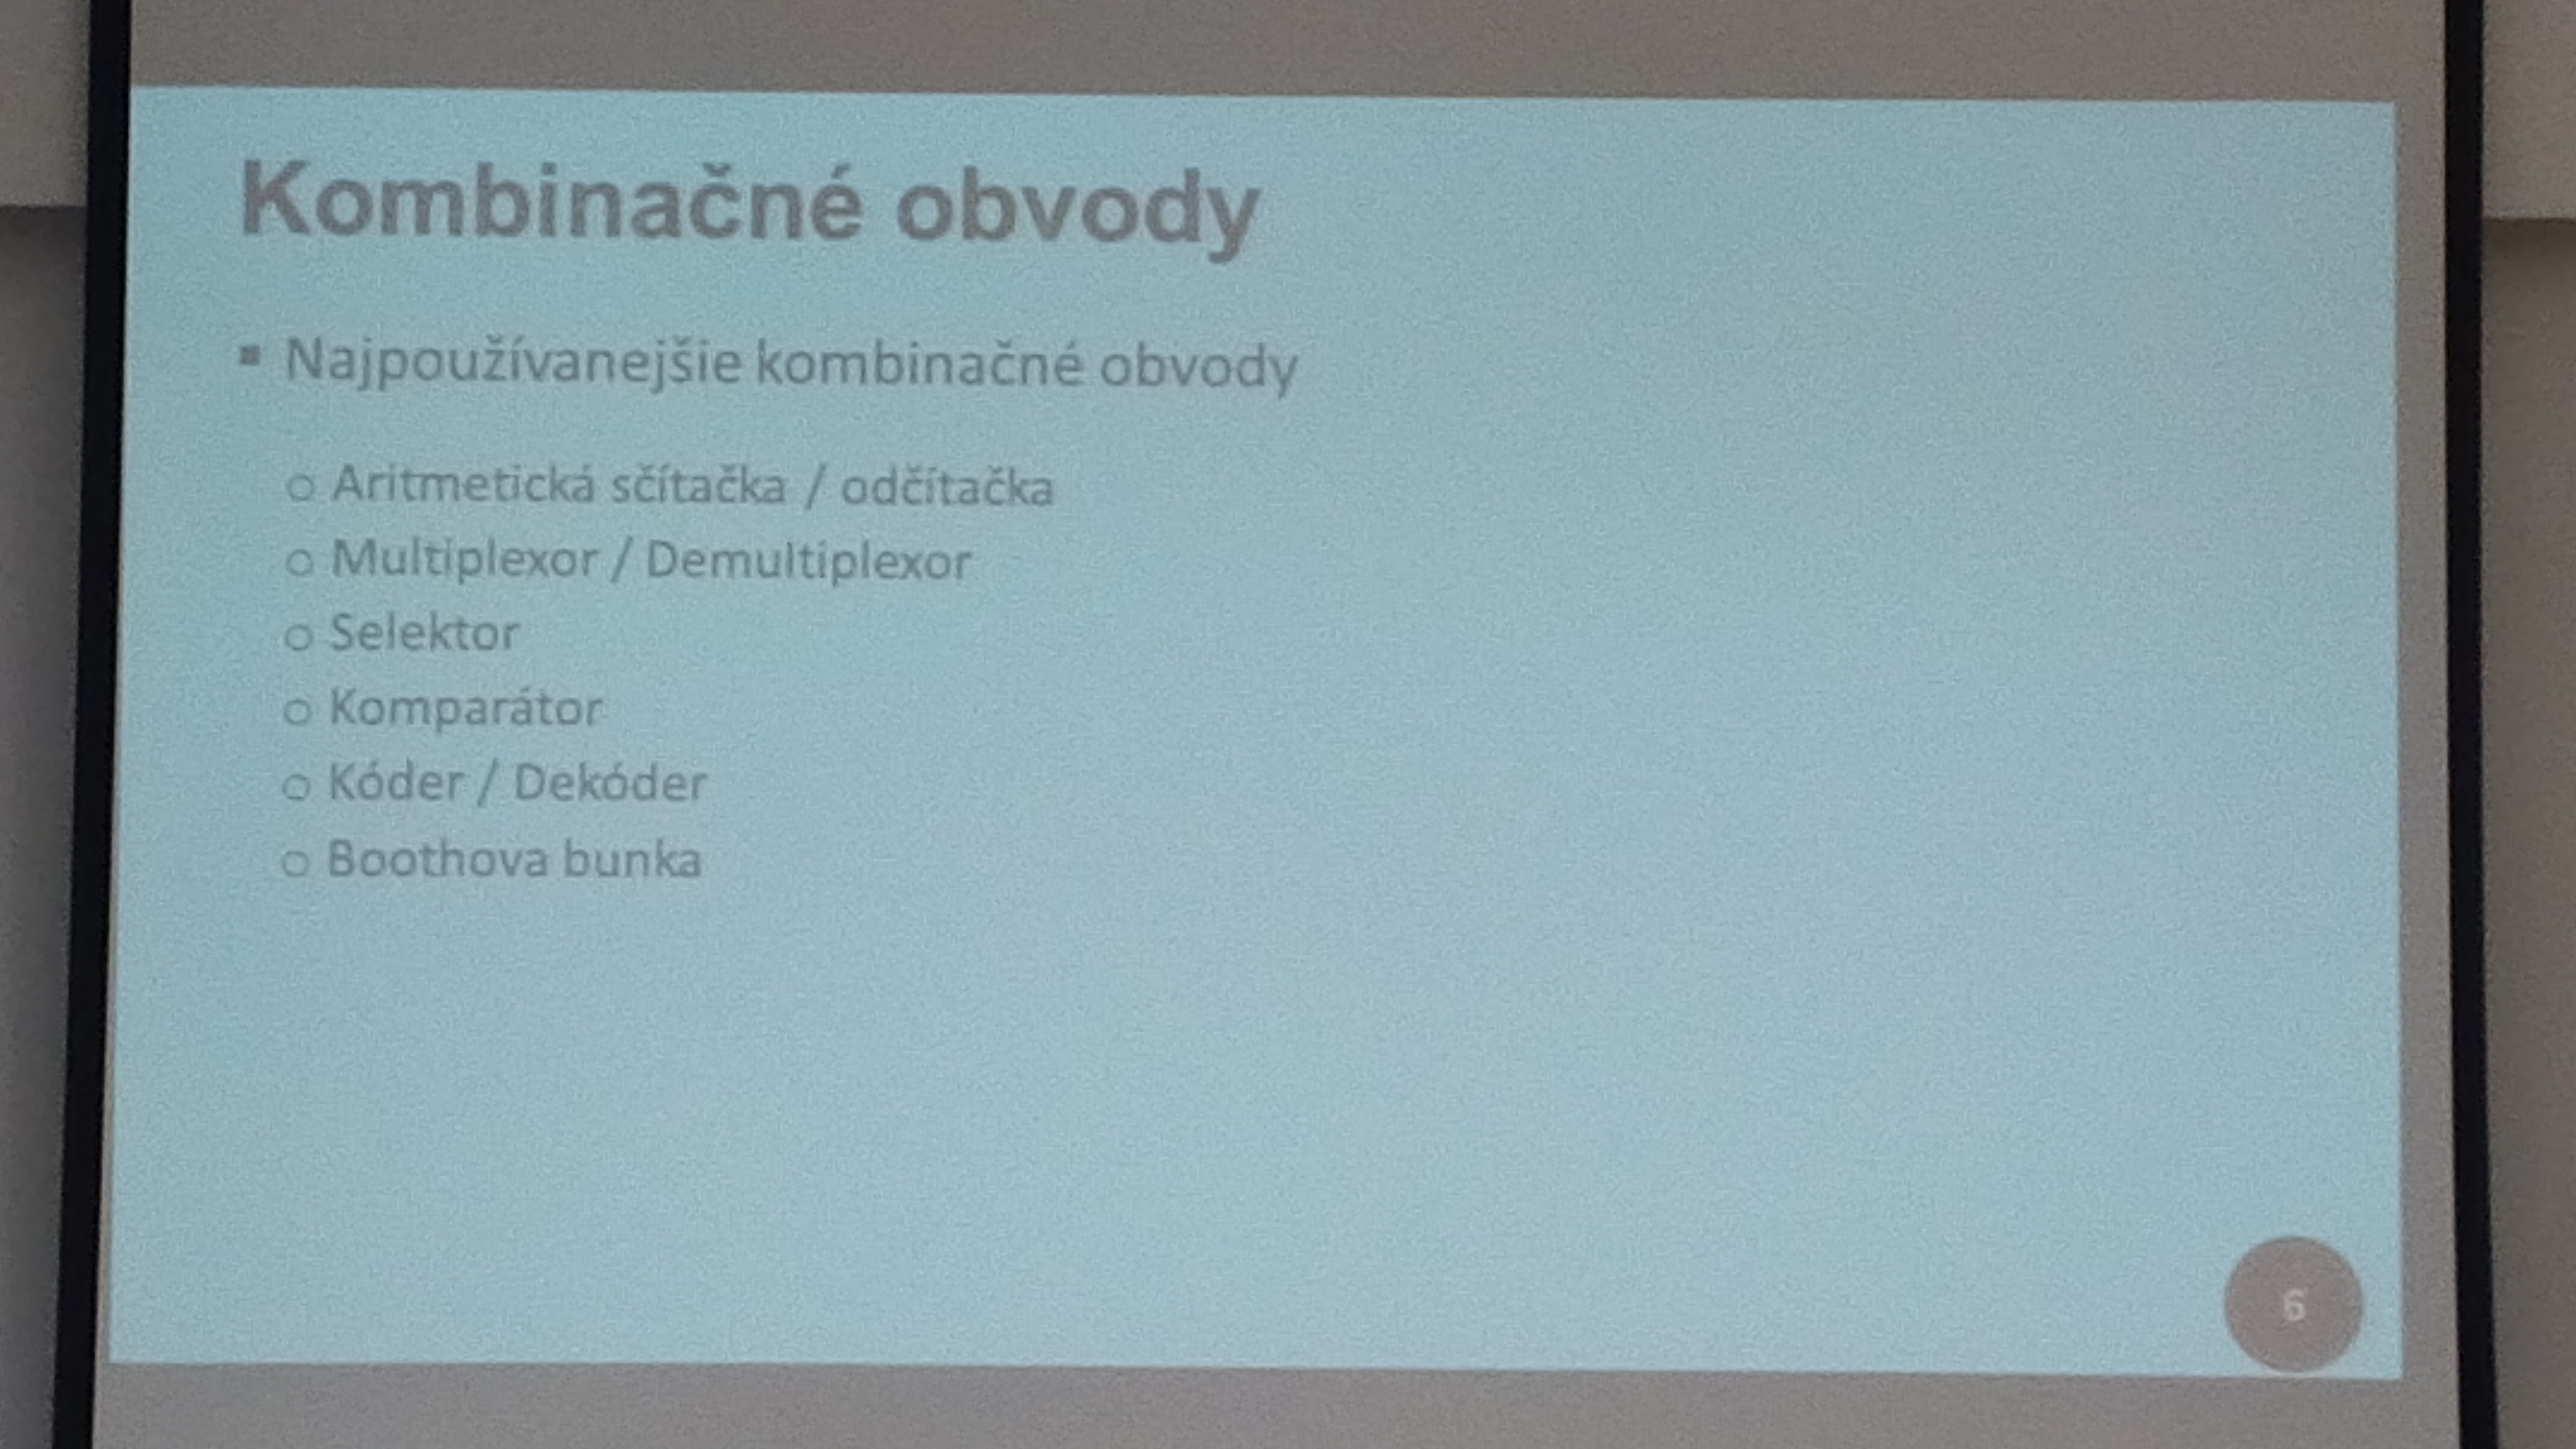 Kombinačné obvody
▪ Najpoužívanejšie kombinačné obvody
o Aritmetická sčítačka / odčítačka
o Multiplexor / Demultiplexor
o Selektor
o Komparátor
o Kóder / Dekóder
o Boothova bunka
6